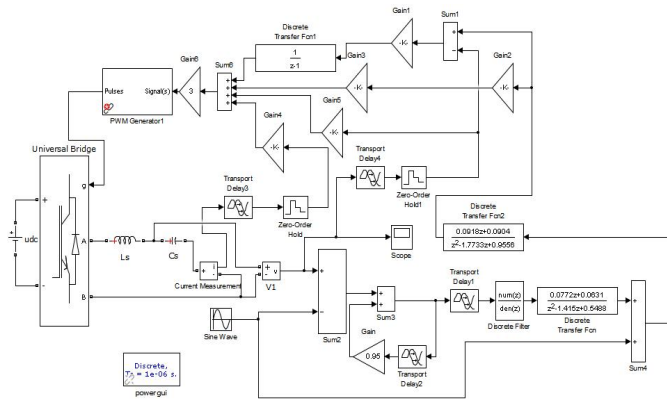 Discrete
Transfer Fcn1
1
z-1
Gain1
-K-
Sum1
Gain6
3
Sum6
Gain3
-K-
Gain2
-K-
Pulses
Signal(s)
PWM Generator1
Gain4
-K-
Gain5
-K-
Universal Bridge
g
A
B
+
-
udc
Transport
Delay3
Zero-Order
Hold
Transport
Delay4
Zero-Order
Hold1
Discrete
Transfer Fcn2
0.0918z+0.0904
z²-1.7733z+0.9556
Ls
Cs
i
Current Measurement
v
V1
Scope
Sine Wave
Sum2
Sum3
Gain
0.95
Transport
Delay2
Transport
Delay1
num(z)
den(z)
Discrete Filter
0.0772z+0.0631
z²-1.415z+0.5488
Discrete
Transfer Fcn
Sum4
Discrete,
= 1e-06 s.
powergui